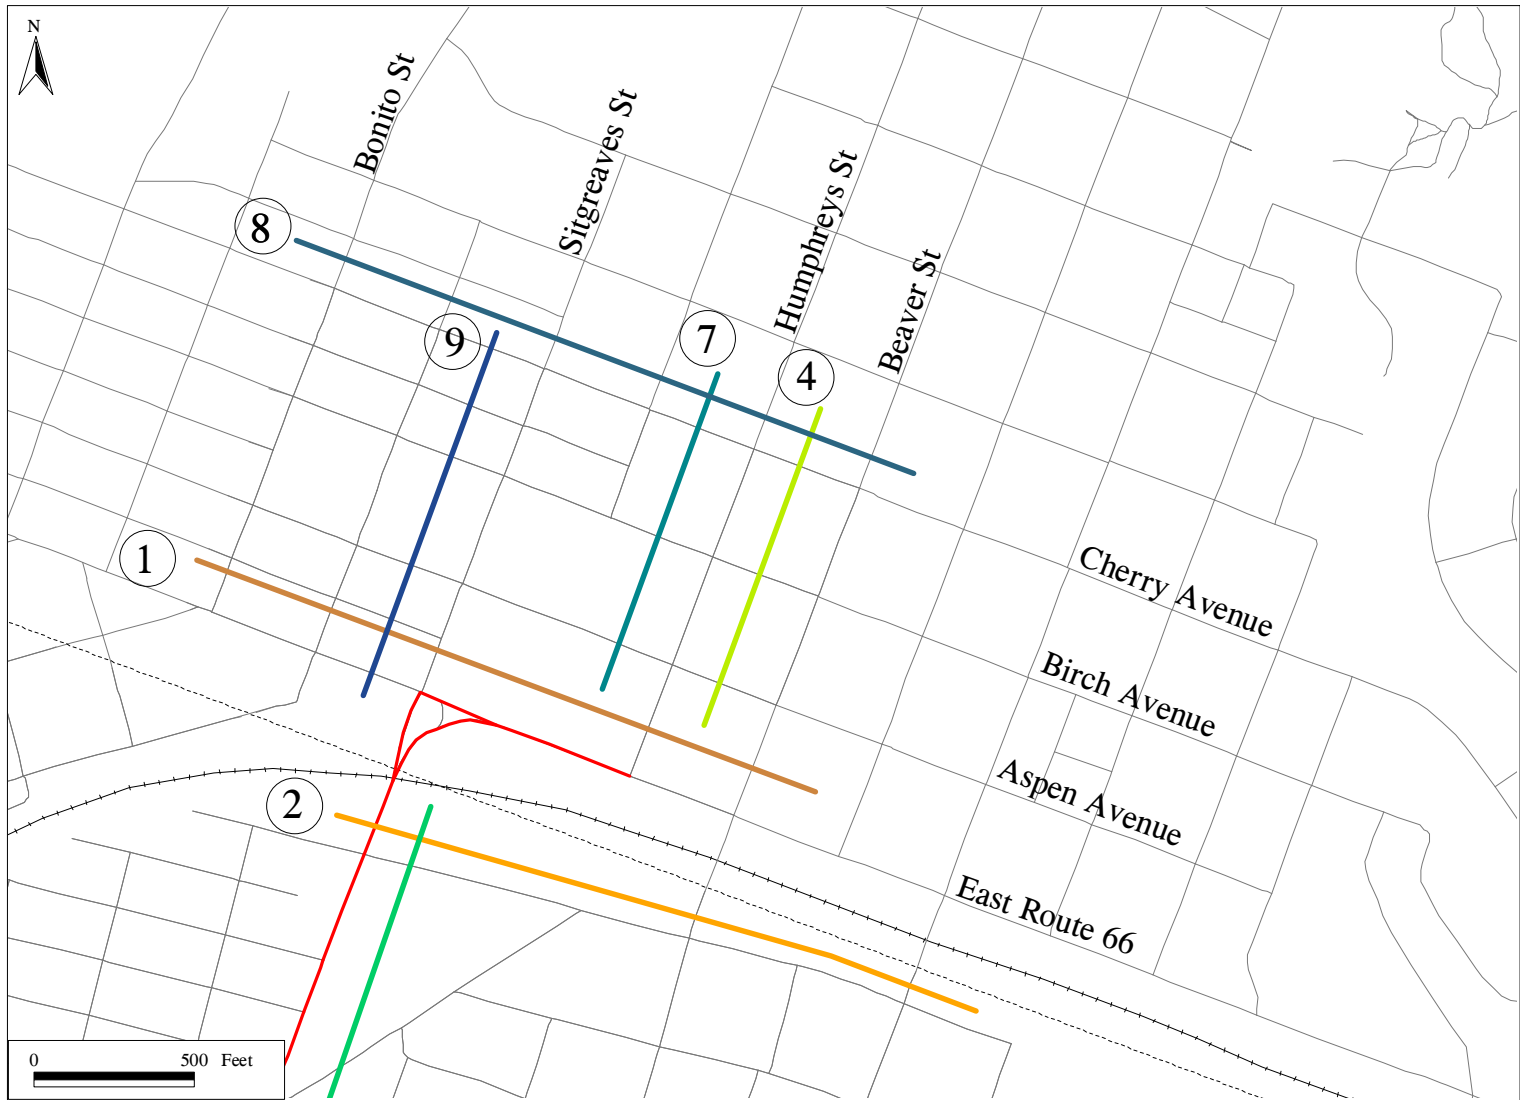 N
Bonito St
Sitgreaves St
Humphreys St
Beaver St
8
9
7
4
1
2
Cherry Avenue
Birch Avenue
Aspen Avenue
East Route 66
0 500 Feet